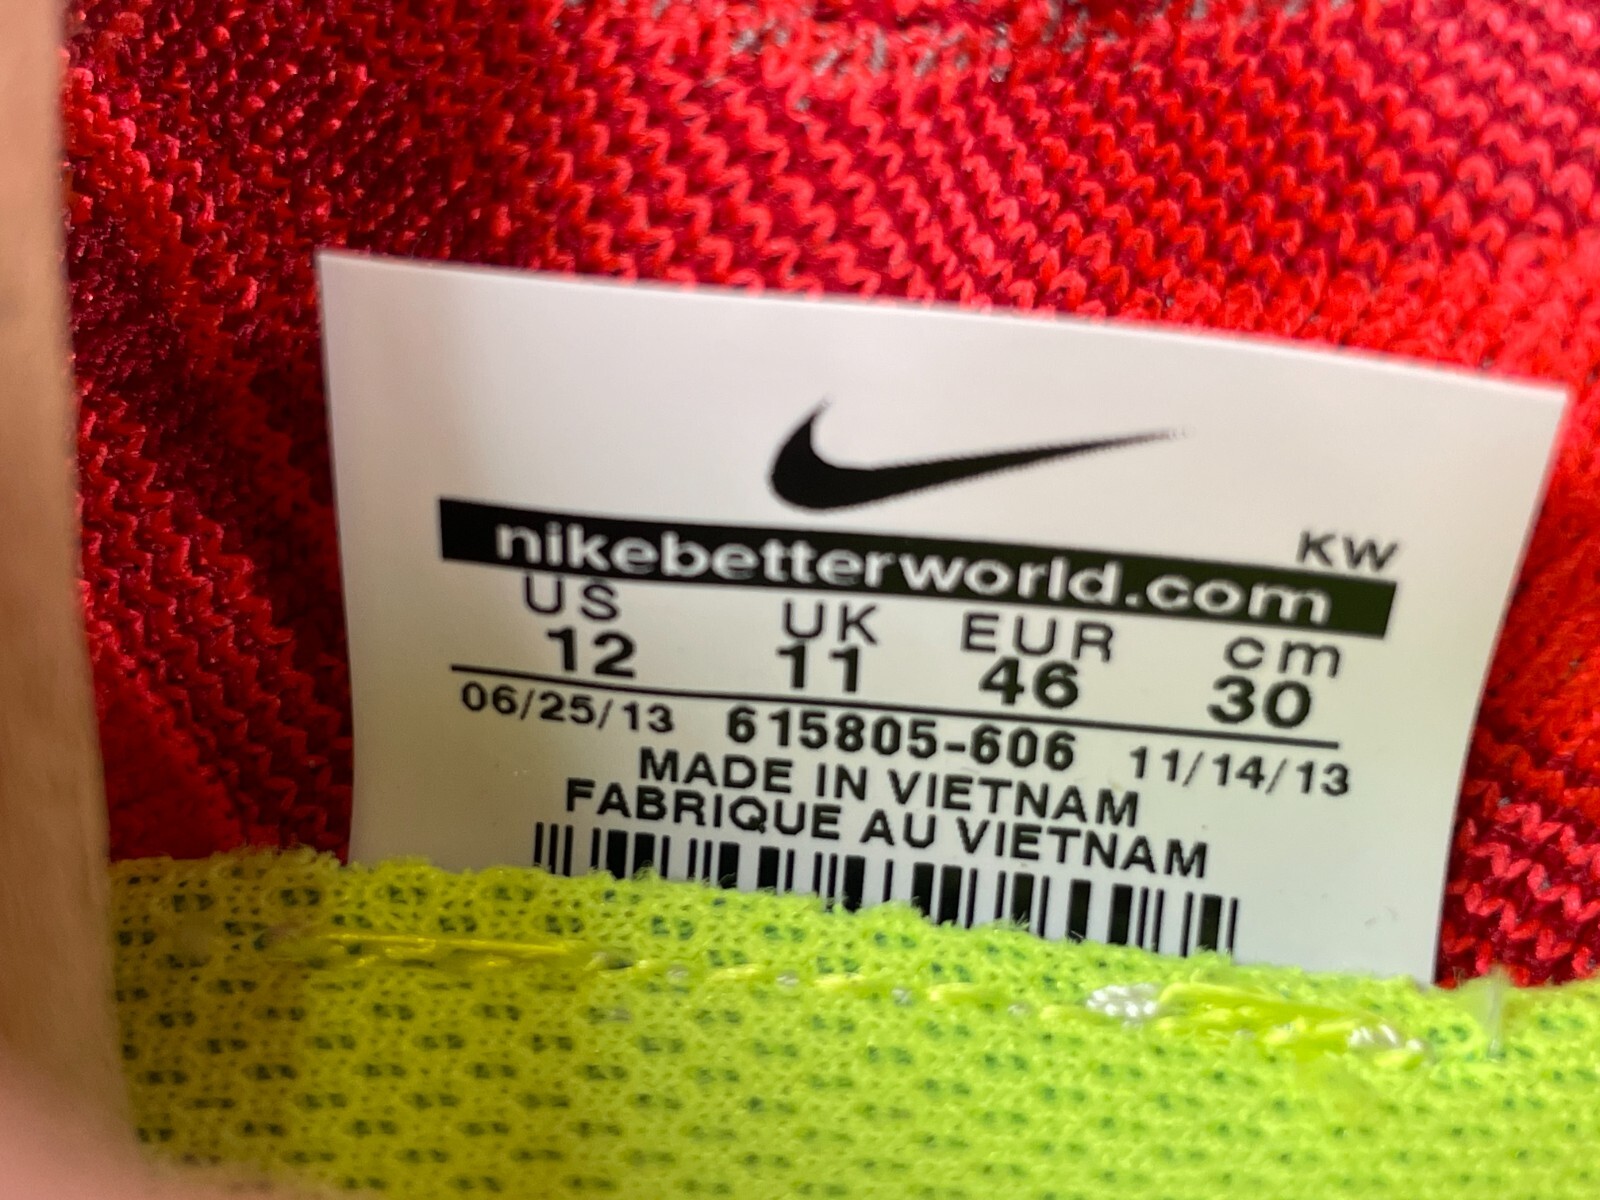 KW
nikebetterworld.com
US UK EUR cm
12 11 46 30
06/25/13 615805-606 11/14/13
MADE IN VIETNAM
FABRIQUE AU VIETNAM